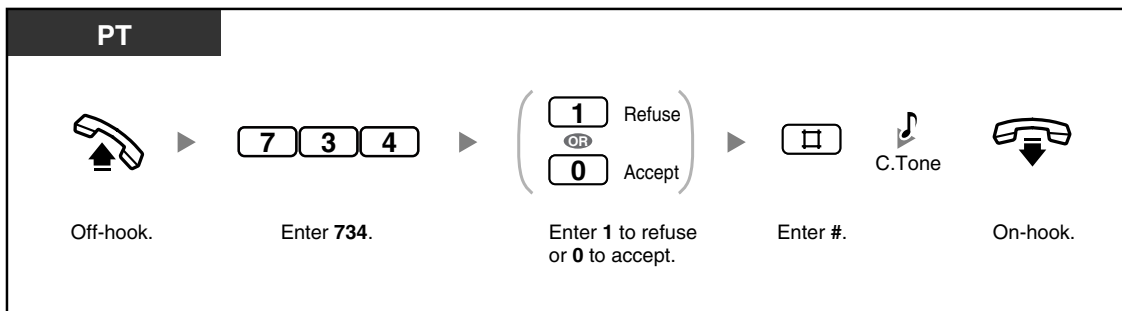 PT
7 3 4
1 Refuse
OR
0 Accept
#
C.Tone
Off-hook.
Enter 734.
Enter 1 to refuse
or 0 to accept.
Enter #.
On-hook.